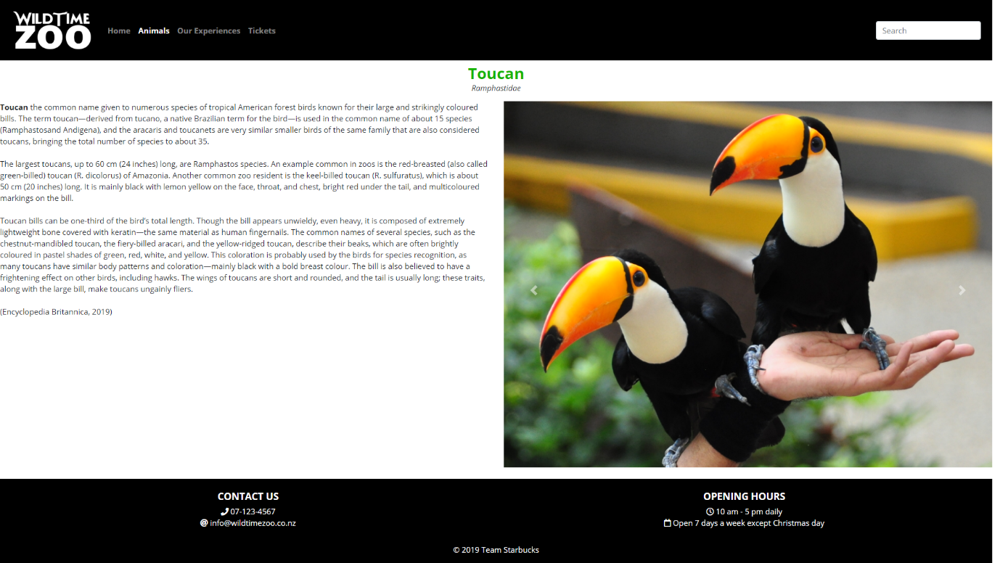 WILDTIME
ZOO
Home Animals Our Experiences Tickets
Search
Toucan
Ramphastidae
Toucan the common name given to numerous species of tropical American forest birds known for their large and strikingly coloured
bills. The term toucan—derived from tucano, a native Brazilian term for the bird—is used in the common name of about 15 species
(Ramphastosand Andigena), and the aracaris and toucanets are very similar smaller birds of the same family that are also considered
toucans, bringing the total number of species to about 35.
The largest toucans, up to 60 cm (24 inches) long, are Ramphastos species. An example common in zoos is the red-breasted (also called
green-billed) toucan (R. dicolorus) of Amazonia. Another common zoo resident is the keel-billed toucan (R. sulfuratus), which is about
50 cm (20 inches) long. It is mainly black with lemon yellow on the face, throat, and chest, bright red under the tail, and multicoloured
markings on the bill.
Toucan bills can be one-third of the bird's total length. Though the bill appears unwieldy, even heavy, it is composed of extremely
lightweight bone covered with keratin—the same material as human fingernails. The common names of several species, such as the
chestnut-mandibled toucan, the fiery-billed aracari, and the yellow-ridged toucan, describe their beaks, which are often brightly
coloured in pastel shades of green, red, white, and yellow. This coloration is probably used by the birds for species recognition, as
many toucans have similar body patterns and coloration—mainly black with a bold breast colour. The bill is also believed to have a
frightening effect on other birds, including hawks. The wings of toucans are short and rounded, and the tail is usually long; these traits,
along with the large bill, make toucans ungainly fliers.
(Encyclopedia Britannica, 2019)
CONTACT US
07-123-4567
info@wildtimezoo.co.nz
OPENING HOURS
10 am - 5 pm daily
Open 7 days a week except Christmas day
© 2019 Team Starbucks